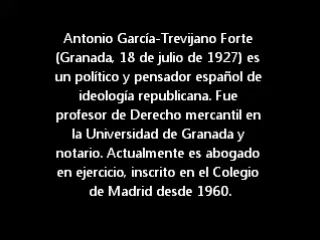 Antonio García-Trevijano Forte
(Granada, 18 de julio de 1927) es
un político y pensador español de
ideología republicana. Fue
profesor de Derecho mercantil en
la Universidad de Granada y
notario. Actualmente es abogado
en ejercicio, inscrito en el Colegio
de Madrid desde 1960.